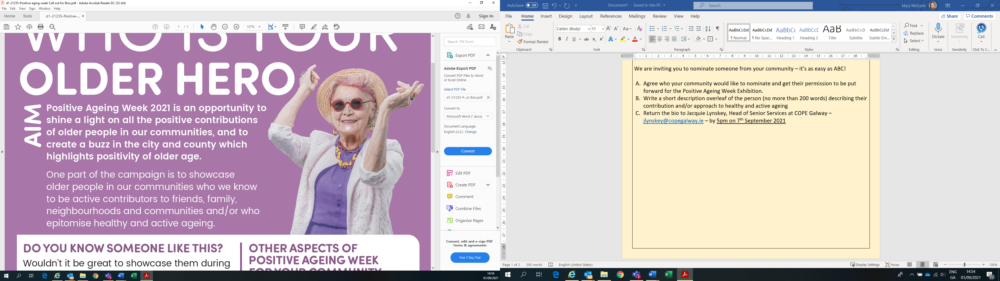 d1-21235-Positive-aging-week Call out for Bios.pdf - Adobe Acrobat Reader DC (32-bit)
File Edit View Sign Window Help
Home Tools d1-21235-Positive-... ×
Sign In
1 / 1
127%
WHO IS YOUR
OLDER HERO
AIM
Positive Ageing Week 2021 is an opportunity to
shine a light on all the positive contributions
of older people in our communities, and to
create a buzz in the city and county which
highlights positivity of older age.
One part of the campaign is to showcase
older people in our communities who we know
to be active contributors to friends, family,
neighbourhoods and communities and/or who
epitomise healthy and active ageing.
DO YOU KNOW SOMEONE LIKE THIS?
Wouldn't it be great to showcase them during
OTHER ASPECTS OF
POSITIVE AGEING WEEK
FOR YOUR COMMUNITY
Search 'Fill Form'
Export PDF
Adobe Export PDF
Convert PDF Files to Word
or Excel Online
Select PDF File
d1-21235-P...or Bios.pdf
Convert to
Microsoft Word (*.docx)
Document Language:
English (U.S.) Change
Convert
Edit PDF
Create PDF
Comment
Combine Files
Organize Pages
Convert, edit and e-sign PDF
forms & agreements
Free 7-Day Trial
14:54
01/09/2021
AutoSave Off
Document1 - Saved to this PC
Search
Mary McGann
File Home Insert Design Layout References Mailings Review View Help
Share Comments
Paste
Cut
Copy
Format Painter
Clipboard
Calibri (Body) 11
Font
Paragraph
AaBbCcDd AaBbCcDd AaBbCc AaBbCcD AaB AaBbCcD AaBbCcDd
¶ Normal ¶ No Spac... Heading 1 Heading 2 Title Subtitle Subtle Em...
Styles
Find
Replace
Select
Editing
Dictate
Voice
Sensitivity
Sensitivity
Call
Click To C...
We are inviting you to nominate someone from your community – it's as easy as ABC!
A. Agree who your community would like to nominate and get their permission to be put
forward for the Positive Ageing Week Exhibition.
B. Write a short description overleaf of the person (no more than 200 words) describing their
contribution and/or approach to healthy and active ageing
C. Return the bio to Jacquie Lynskey, Head of Senior Services at COPE Galway –
jlynskey@copegalway.ie – by 5pm on 7th September 2021
Page 1 of 2 395 words English (United States)
Display Settings Focus 100%
ENG
GA
14:54
01/09/2021
22